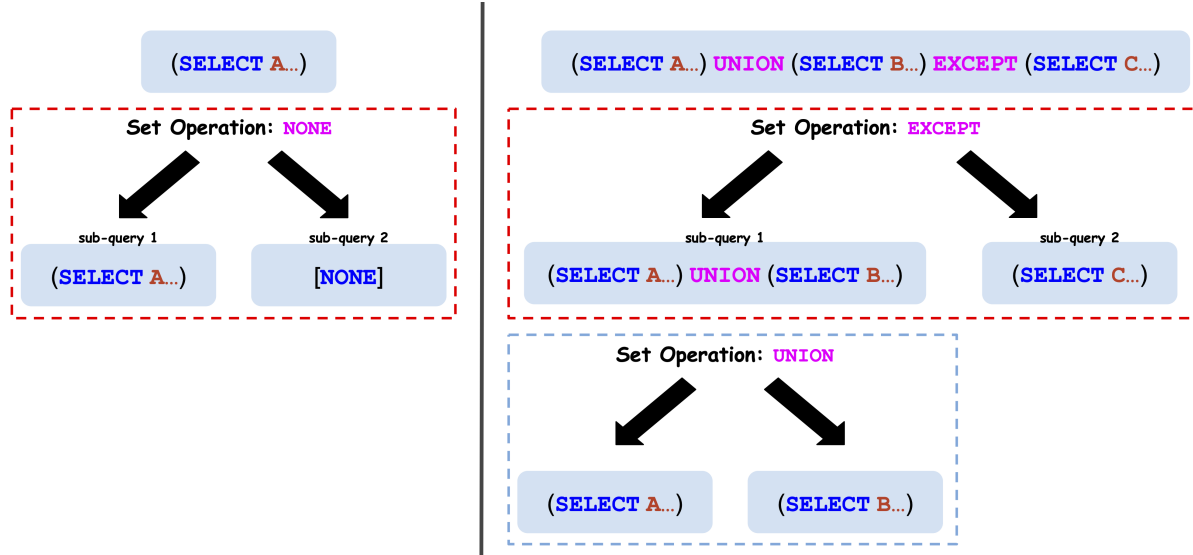 (SELECT A...)
Set Operation: NONE
sub-query 1
sub-query 2
(SELECT A...)
[NONE]
(SELECT A...) UNION (SELECT B...) EXCEPT (SELECT C...)
Set Operation: EXCEPT
sub-query 1
sub-query 2
(SELECT A...) UNION (SELECT B...)
(SELECT C...)
Set Operation: UNION
(SELECT A...)
(SELECT B...)